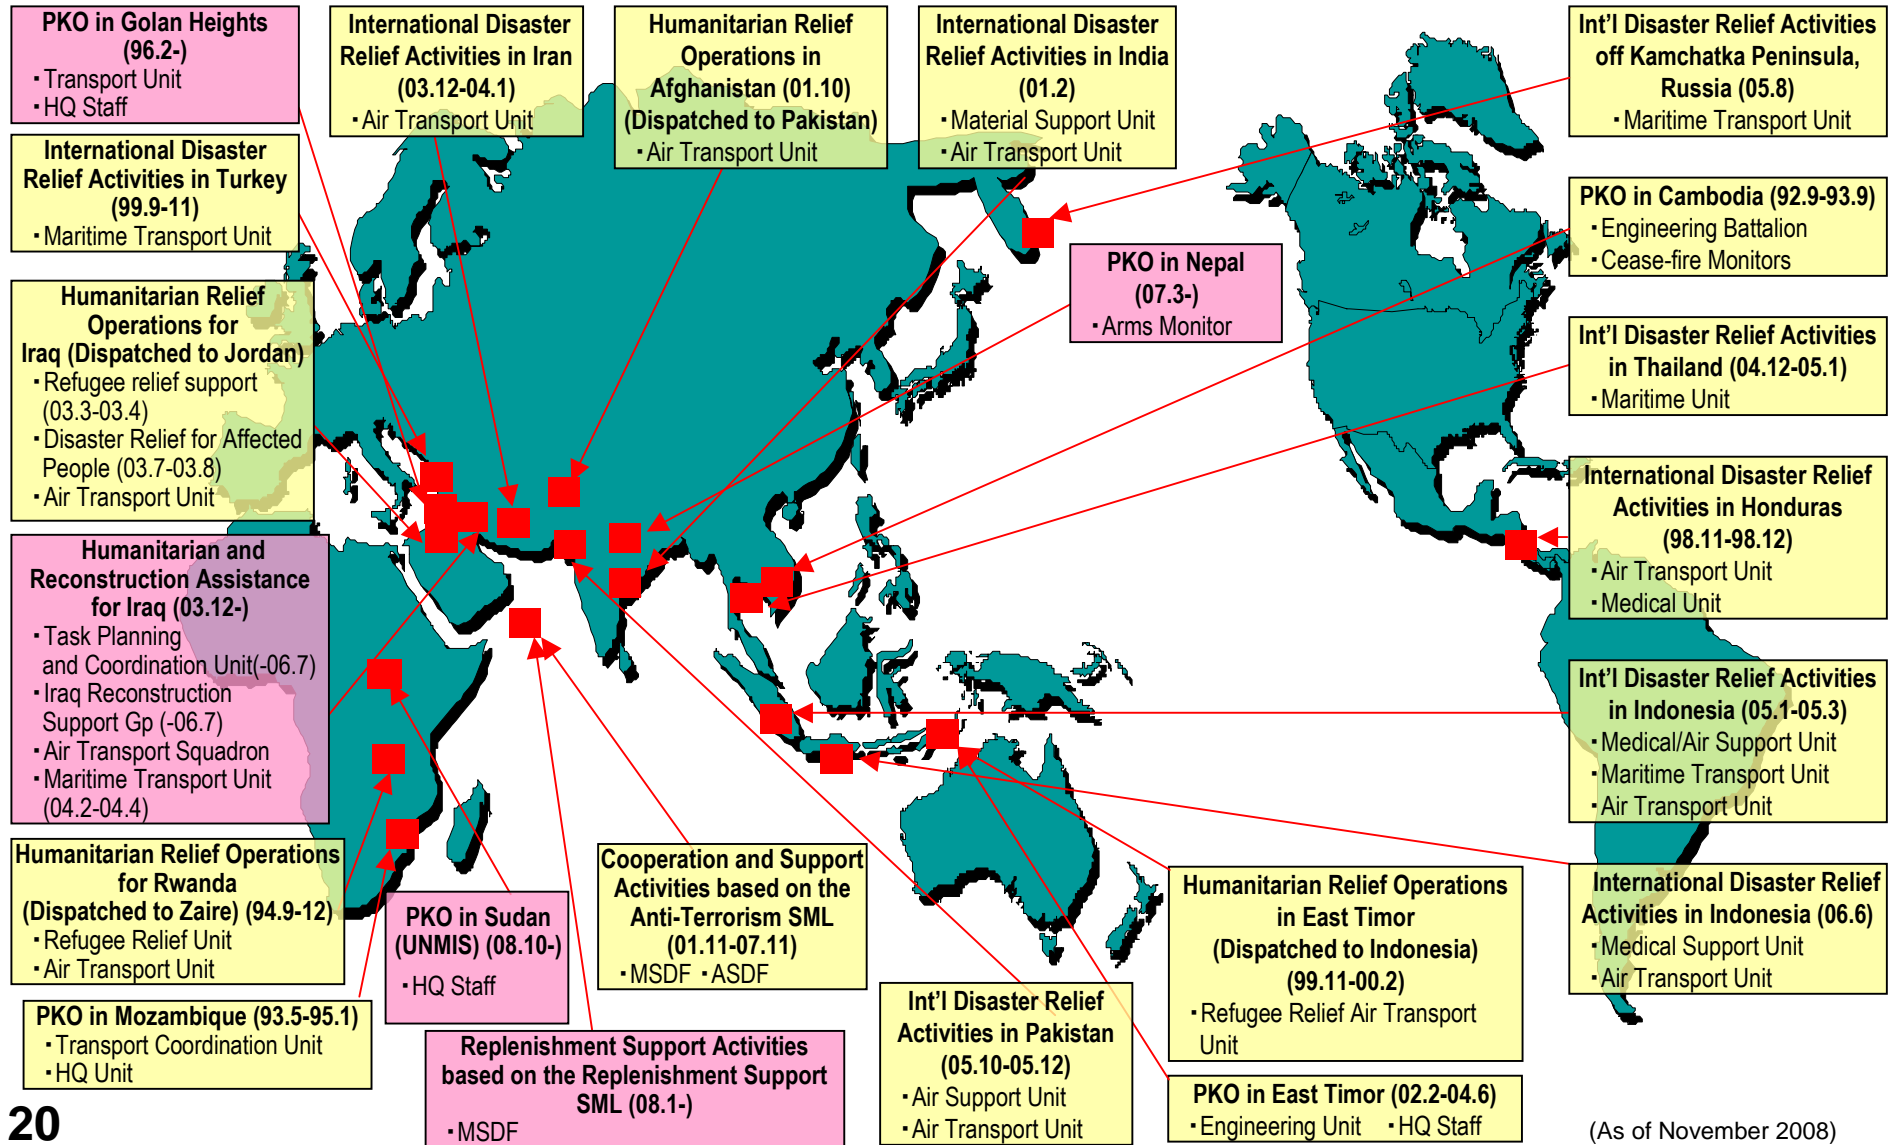 PKO in Golan Heights
(96.2-)
・Transport Unit
・HQ Staff
International Disaster
Relief Activities in Iran
(03.12-04.1)
・Air Transport Unit
Humanitarian Relief
Operations in
Afghanistan (01.10)
(Dispatched to Pakistan)
・Air Transport Unit
International Disaster
Relief Activities in India
(01.2)
・Material Support Unit
・Air Transport Unit
Int'l Disaster Relief Activities
off Kamchatka Peninsula,
Russia (05.8)
・Maritime Transport Unit
International Disaster
Relief Activities in Turkey
(99.9-11)
・Maritime Transport Unit
PKO in Cambodia (92.9-93.9)
・Engineering Battalion
・Cease-fire Monitors
PKO in Nepal
(07.3-)
・Arms Monitor
Humanitarian Relief
Operations for
Iraq (Dispatched to Jordan)
・Refugee relief support
(03.3-03.4)
・Disaster Relief for Affected
People (03.7-03.8)
・Air Transport Unit
Int'l Disaster Relief Activities
in Thailand (04.12-05.1)
・Maritime Unit
International Disaster Relief
Activities in Honduras
(98.11-98.12)
・Air Transport Unit
・Medical Unit
Humanitarian and
Reconstruction Assistance
for Iraq (03.12-)
・Task Planning
and Coordination Unit(-06.7)
・Iraq Reconstruction
Support Gp (-06.7)
・Air Transport Squadron
・Maritime Transport Unit
(04.2-04.4)
Int'l Disaster Relief Activities
in Indonesia (05.1-05.3)
・Medical/Air Support Unit
・Maritime Transport Unit
・Air Transport Unit
Humanitarian Relief Operations
for Rwanda
(Dispatched to Zaire) (94.9-12)
・Refugee Relief Unit
・Air Transport Unit
PKO in Sudan
(UNMIS) (08.10-)
・HQ Staff
Cooperation and Support
Activities based on the
Anti-Terrorism SML
(01.11-07.11)
・MSDF ・ASDF
Humanitarian Relief Operations
in East Timor
(Dispatched to Indonesia)
(99.11-00.2)
・Refugee Relief Air Transport
Unit
International Disaster Relief
Activities in Indonesia (06.6)
・Medical Support Unit
・Air Transport Unit
PKO in Mozambique (93.5-95.1)
・Transport Coordination Unit
・HQ Unit
Replenishment Support Activities
based on the Replenishment Support
SML (08.1-)
・MSDF
Int'l Disaster Relief
Activities in Pakistan
(05.10-05.12)
・Air Support Unit
・Air Transport Unit
PKO in East Timor (02.2-04.6)
・Engineering Unit ・HQ Staff
20
(As of November 2008)